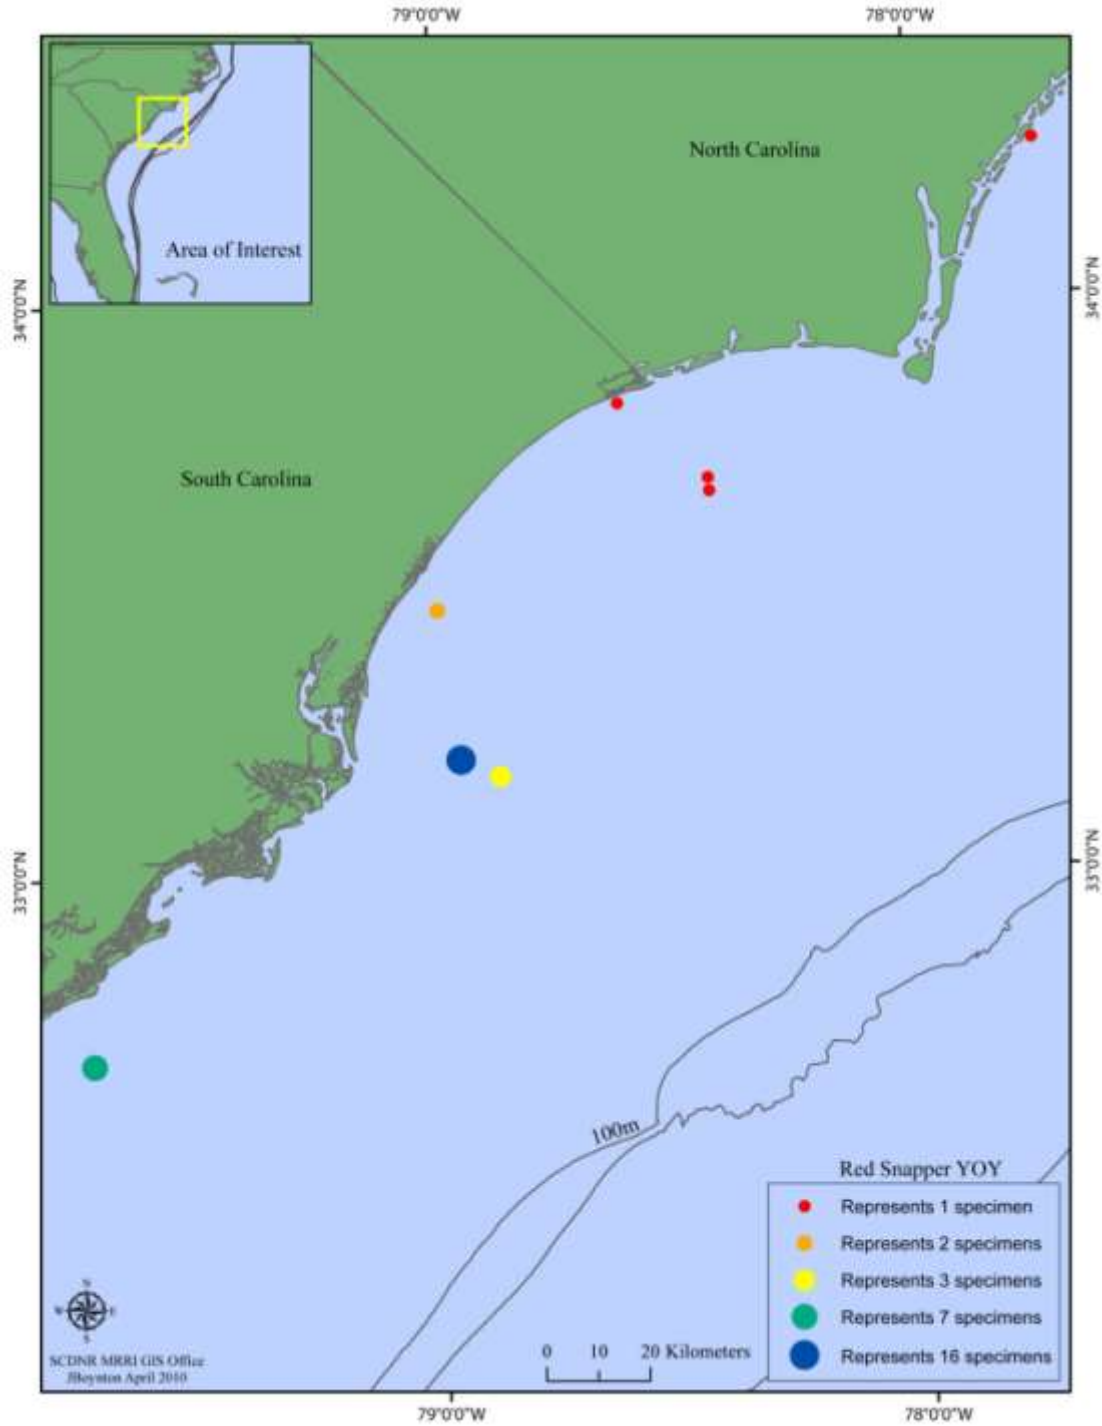 79°0'0"W
78°0'0"W
North Carolina
Area of Interest
34°0'0"N
34°0'0"N
South Carolina
33°0'0"N
33°0'0"N
100m
Red Snapper YOY
Represents 1 specimen
Represents 2 specimens
Represents 3 specimens
Represents 7 specimens
Represents 16 specimens
N
W
E
S
0 10 20 Kilometers
SCDNR MRRI GIS Office
JBoynton April 2010
79°0'0"W
78°0'0"W